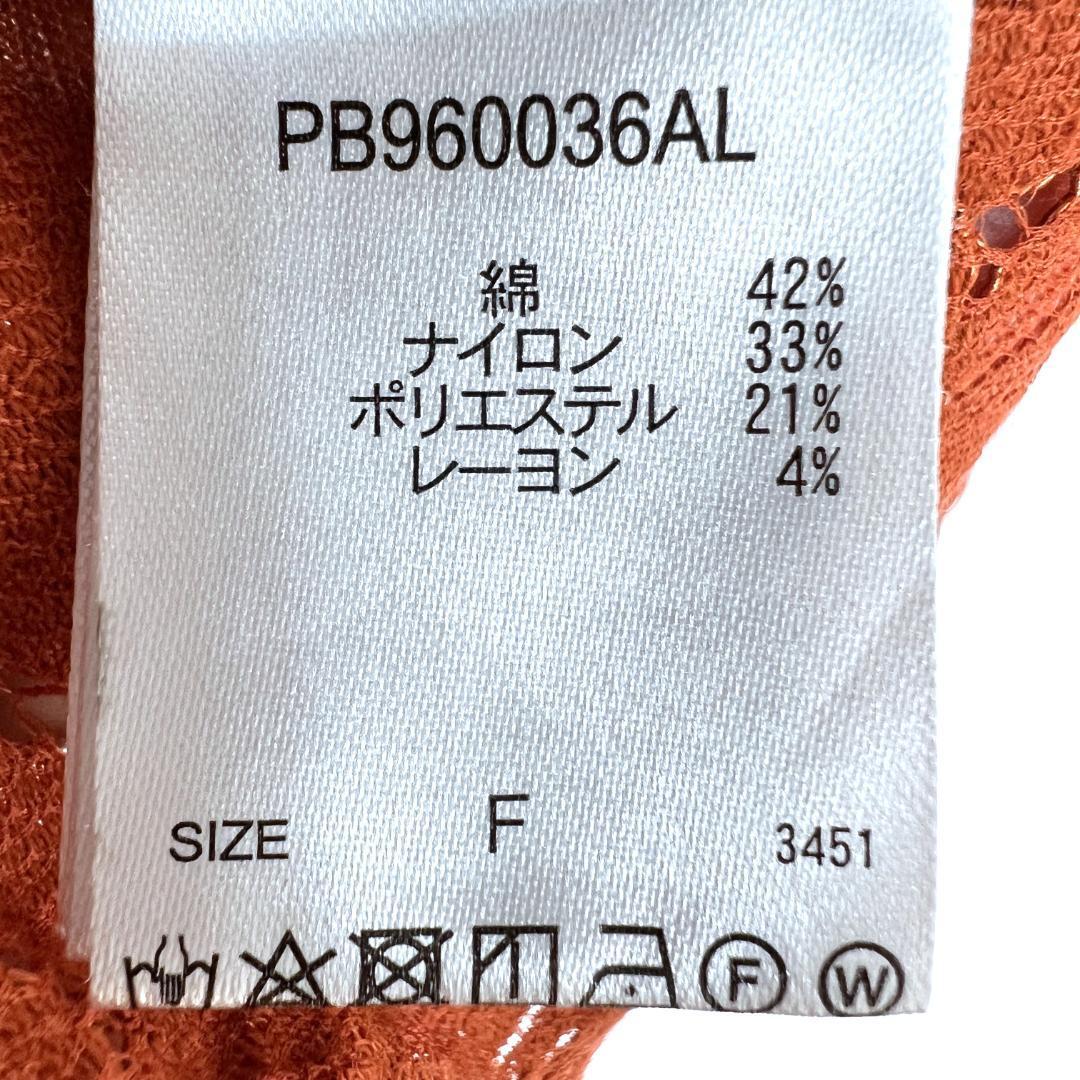 PB960036AL
綿 42%
ナイロン 33%
ポリエステル 21%
レーヨン 4%
SIZE F 3451
F W